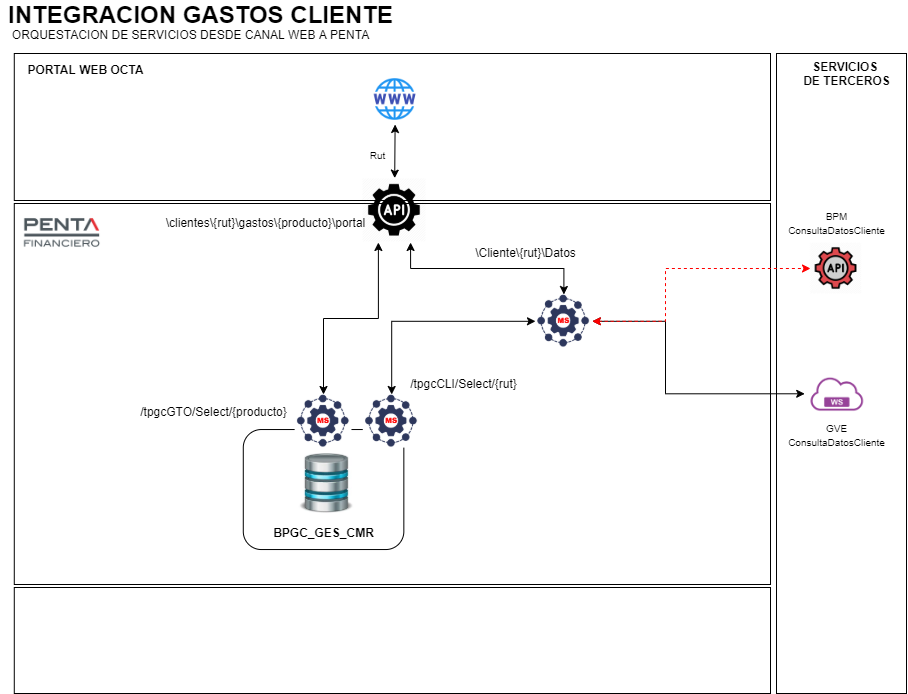 INTEGRACION GASTOS CLIENTE
ORQUESTACION DE SERVICIOS DESDE CANAL WEB A PENTA
PORTAL WEB OCTA
SERVICIOS
DE TERCEROS
WWW
Rut
API
\clientes\{rut}\gastos\{producto}\portal
PENTA
FINANCIERO
\Cliente\{rut}\Datos
BPM
ConsultaDatosCliente
API
MS
/tpgcCLI/Select/{rut}
/tpgcGTO/Select/{producto}
MS
MS
WS
GVE
ConsultaDatosCliente
BPGC_GES_CMR